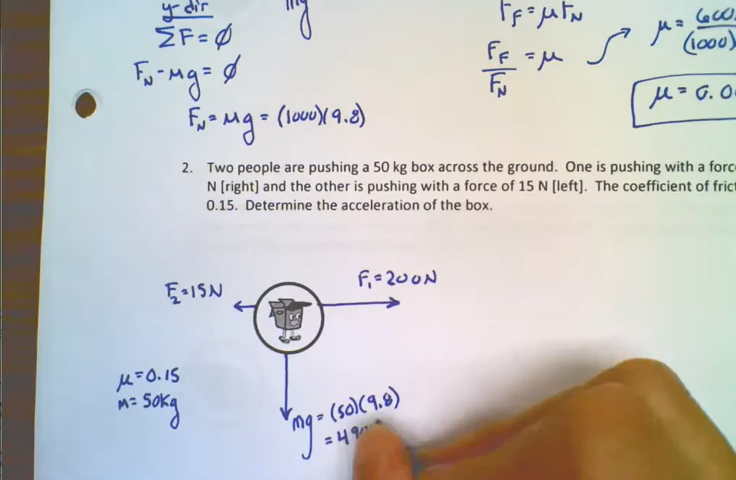 y-dir
ΣF = ∅
mg
F_N - mg = ∅
F_N = mg = (1000)(9.8)
F_F = μF_N
F_F / F_N = μ
μ = 600
(1000)
μ = 0.0
2. Two people are pushing a 50 kg box across the ground. One is pushing with a
N [right] and the other is pushing with a force of 15 N [left]. The coefficient of
0.15. Determine the acceleration of the box.
F₂ = 15N
F₁ = 200N
μ = 0.15
m = 50kg
mg = (50)(9.8)
= 49